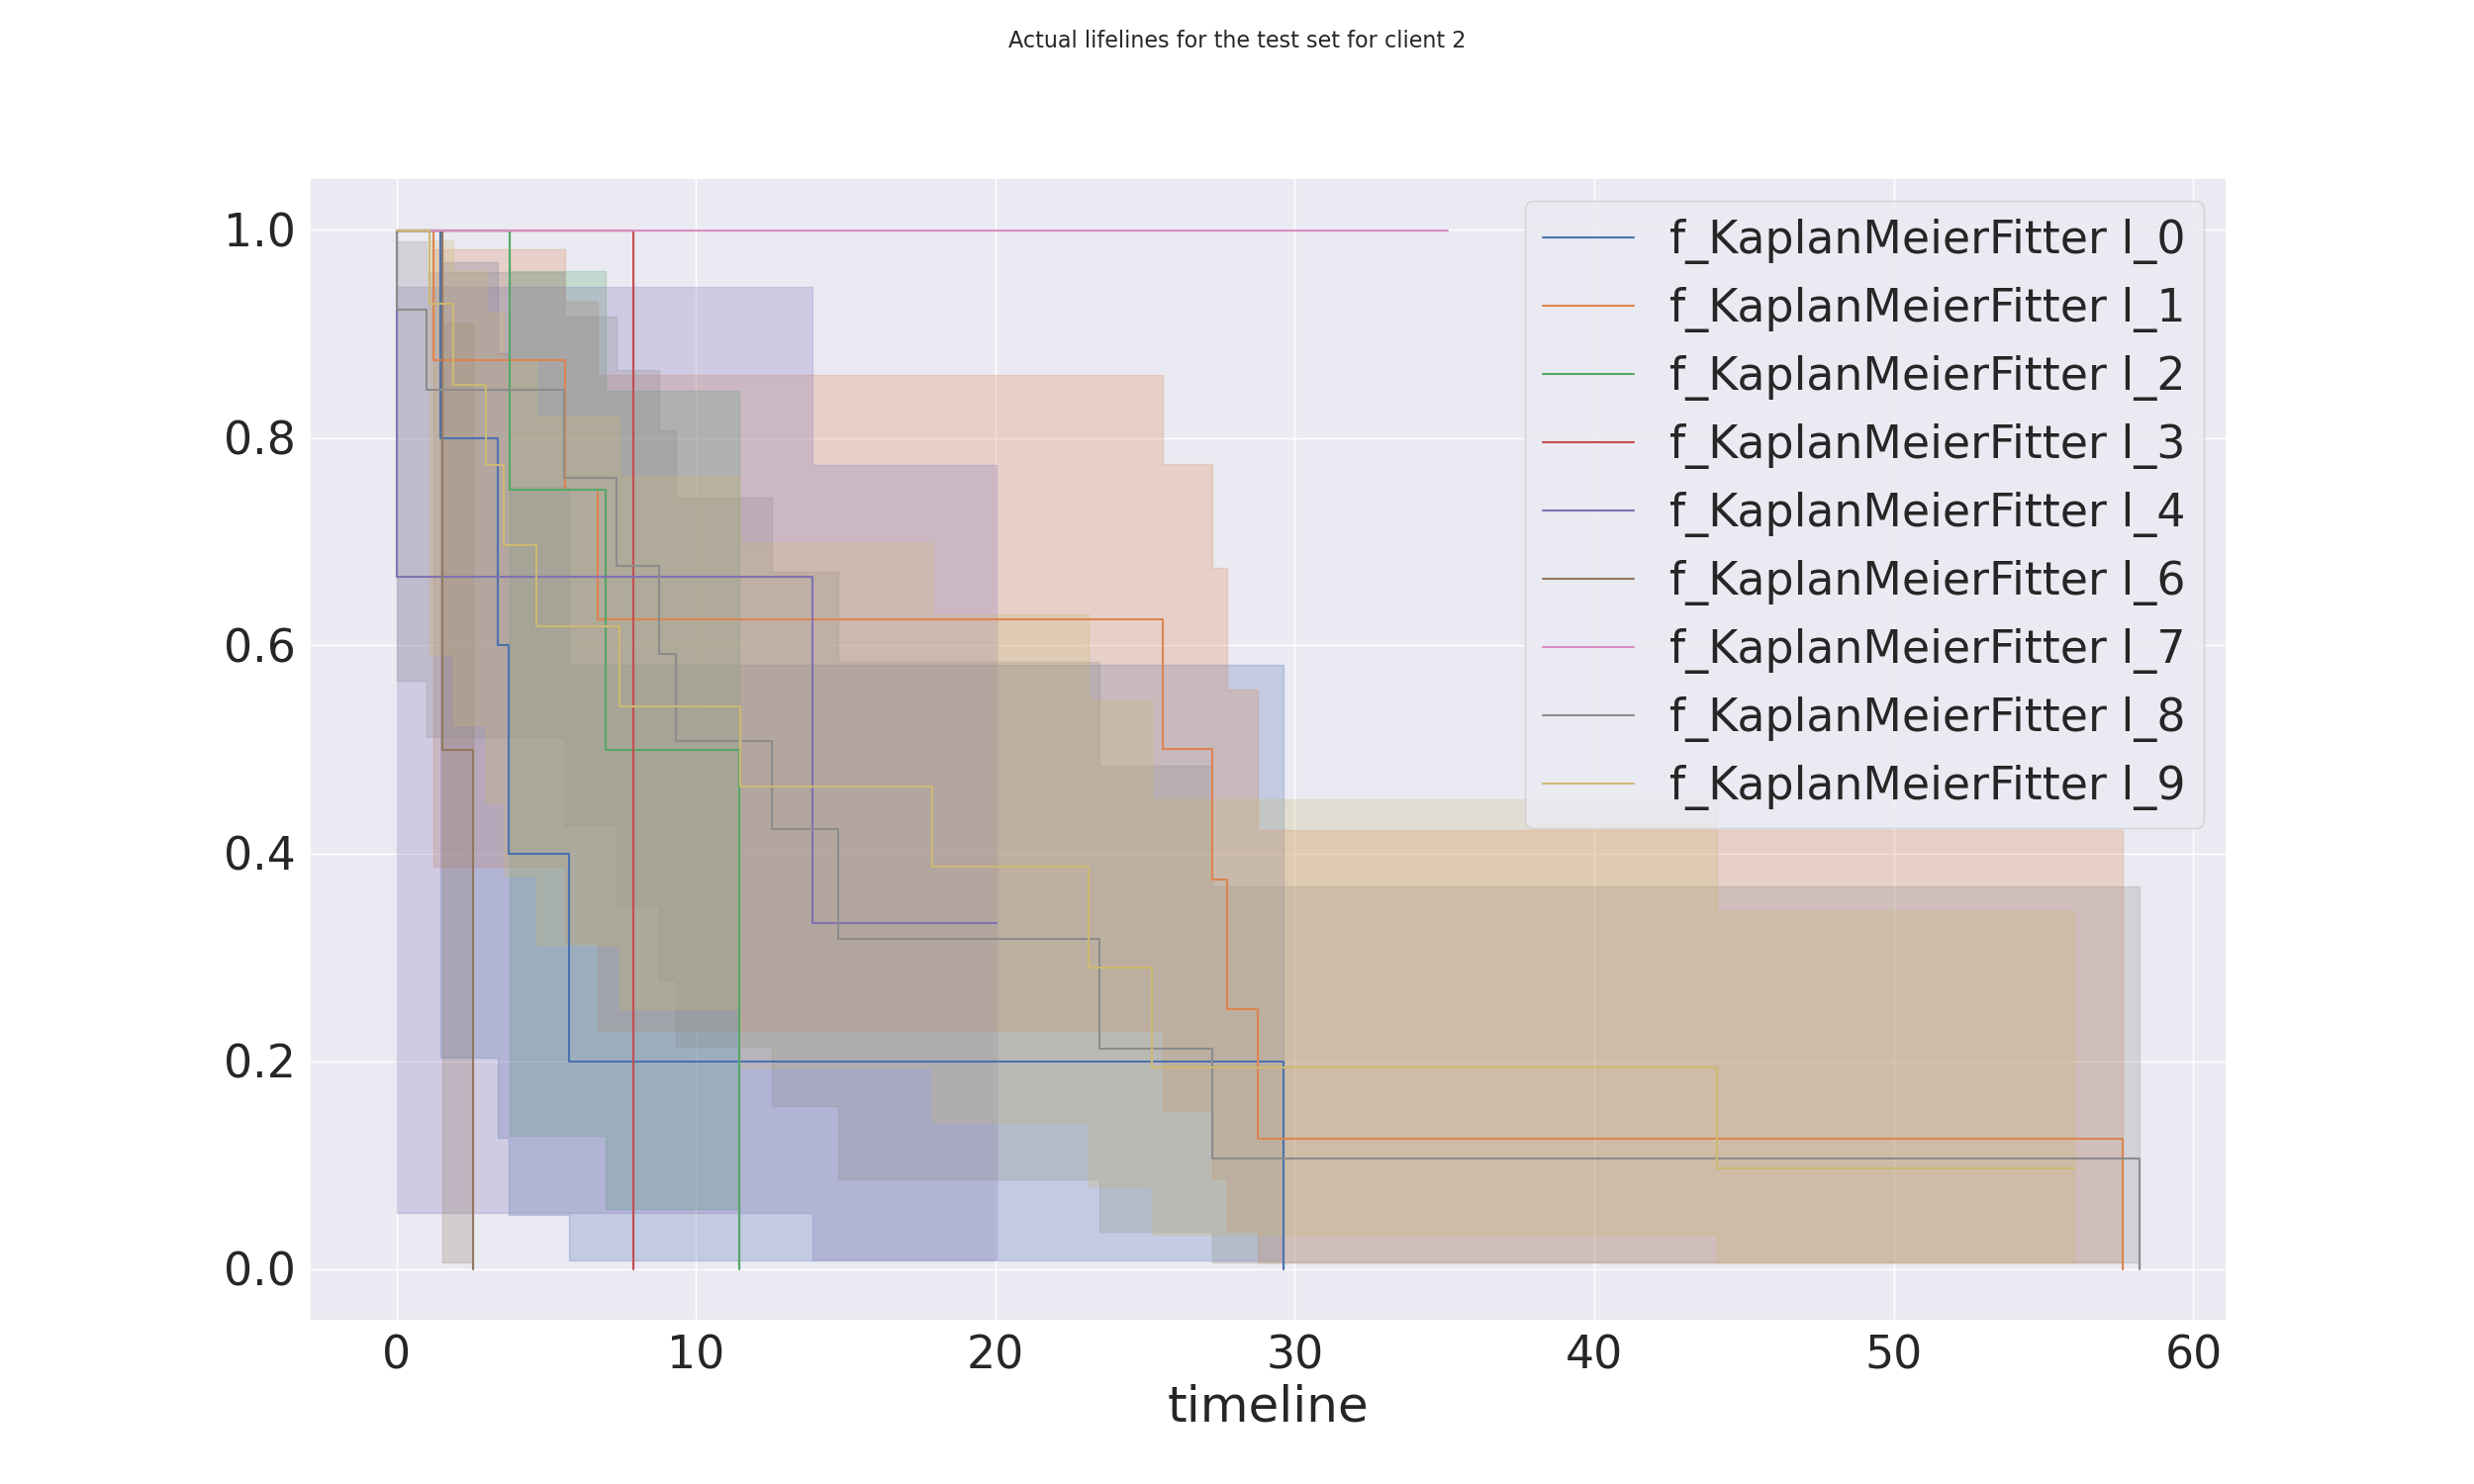 Actual lifelines for the test set for client 2
1.0
0.8
0.6
0.4
0.2
0.0
f_KaplanMeierFitter l_0
f_KaplanMeierFitter l_1
f_KaplanMeierFitter l_2
f_KaplanMeierFitter l_3
f_KaplanMeierFitter l_4
f_KaplanMeierFitter l_6
f_KaplanMeierFitter l_7
f_KaplanMeierFitter l_8
f_KaplanMeierFitter l_9
0 10 20 30 40 50 60
timeline